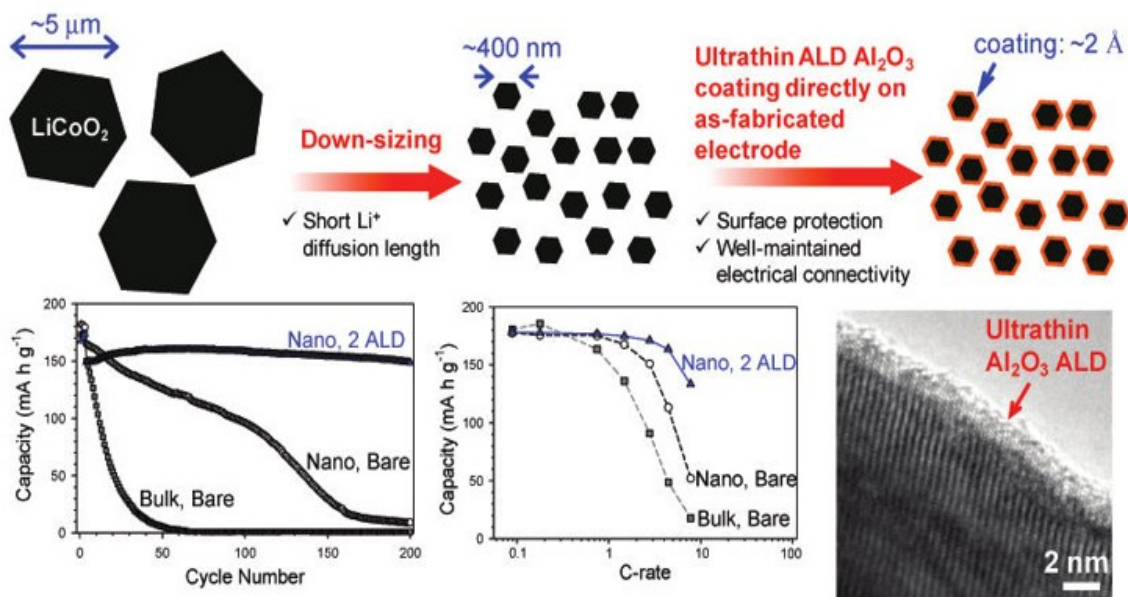 ~5 μm
LiCoO₂
Down-sizing
✓ Short Li⁺
diffusion length
~400 nm
Ultrathin ALD Al₂O₃
coating directly on
as-fabricated
electrode
✓ Surface protection
✓ Well-maintained
electrical connectivity
coating: ~2 Å
Capacity (mA h g⁻¹)
200
150
100
50
0
Nano, 2 ALD
Nano, Bare
Bulk, Bare
0 50 100 150 200
Cycle Number
Capacity (mA h g⁻¹)
200
150
100
50
0
Nano, 2 ALD
Nano, Bare
Bulk, Bare
0.1 1 10 100
C-rate
Ultrathin
Al₂O₃ ALD
2 nm